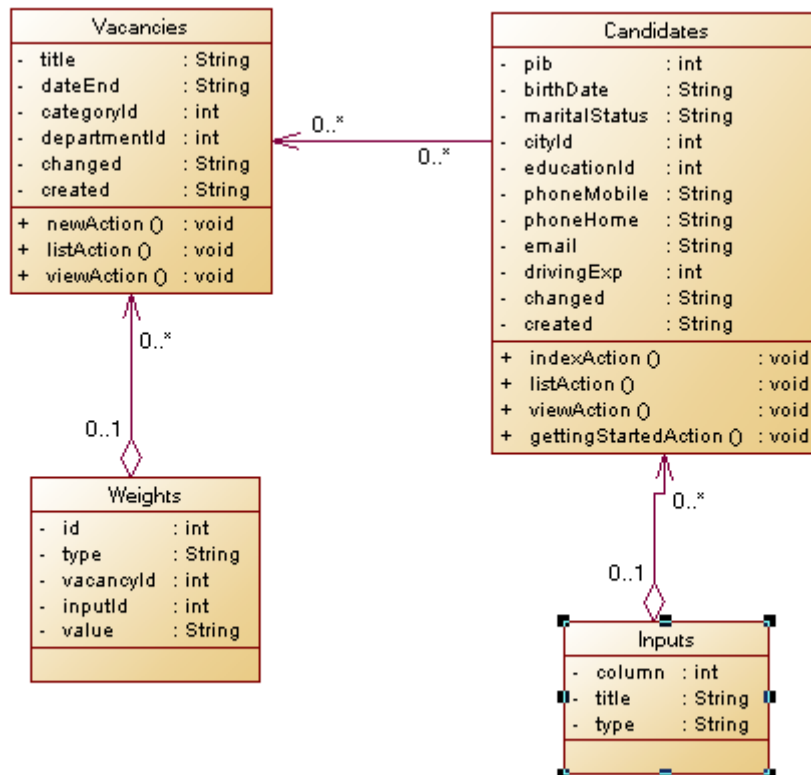 Vacancies
- title : String
- dateEnd : String
- categoryId : int
- departmentId : int
- changed : String
- created : String
+ newAction () : void
+ listAction () : void
+ viewAction () : void
Candidates
- pib : int
- birthDate : String
- maritalStatus : String
- cityId : int
- educationId : int
- phoneMobile : String
- phoneHome : String
- email : String
- drivingExp : int
- changed : String
- created : String
+ indexAction () : void
+ listAction () : void
+ viewAction () : void
+ gettingStartedAction () : void
0..*
0..*
0..*
0..1
Weights
- id : int
- type : String
- vacancyId : int
- inputId : int
- value : String
0..*
0..1
Inputs
- column : int
- title : String
- type : String